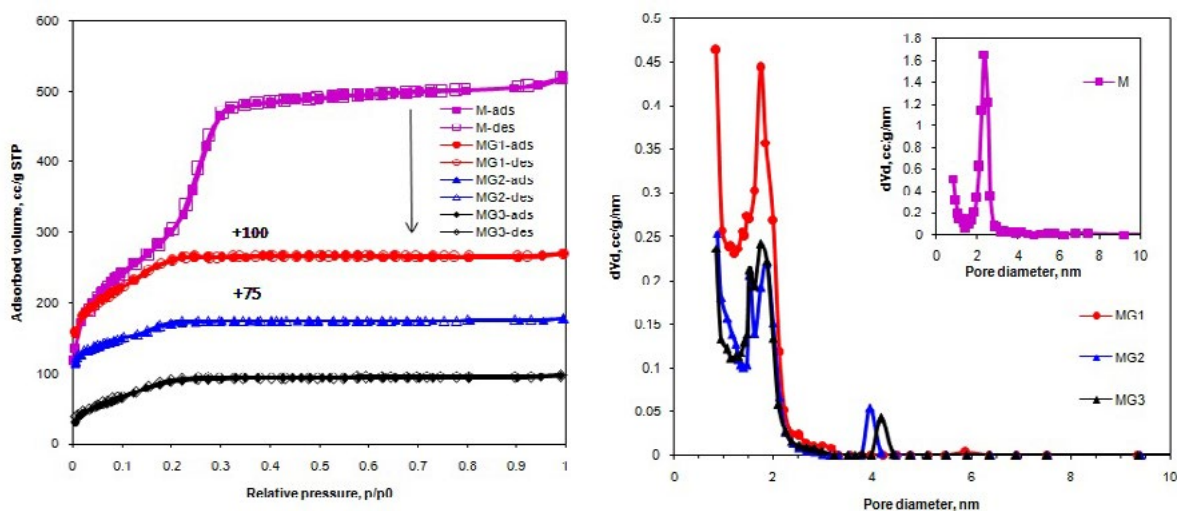 600
500
400
300
200
100
0
Adsorbed volume, cc/g STP
M-ads
M-des
MG1-ads
MG1-des
MG2-ads
MG2-des
MG3-ads
MG3-des
+100
+75
0 0.1 0.2 0.3 0.4 0.5 0.6 0.7 0.8 0.9 1
Relative pressure, p/p0
0.5
0.45
0.4
0.35
0.3
0.25
0.2
0.15
0.1
0.05
0
dVd,cc/g/nm
1.8
1.6
1.4
1.2
1
0.8
0.6
0.4
0.2
0
dVd, cc/g/nm
M
0 2 4 6 8 10
Pore diameter, nm
MG1
MG2
MG3
0 2 4 6 8 10
Pore diameter, nm